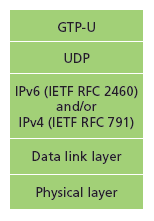 GTP-U
UDP
IPv6 (IETF RFC 2460)
and/or
IPv4 (IETF RFC 791)
Data link layer
Physical layer